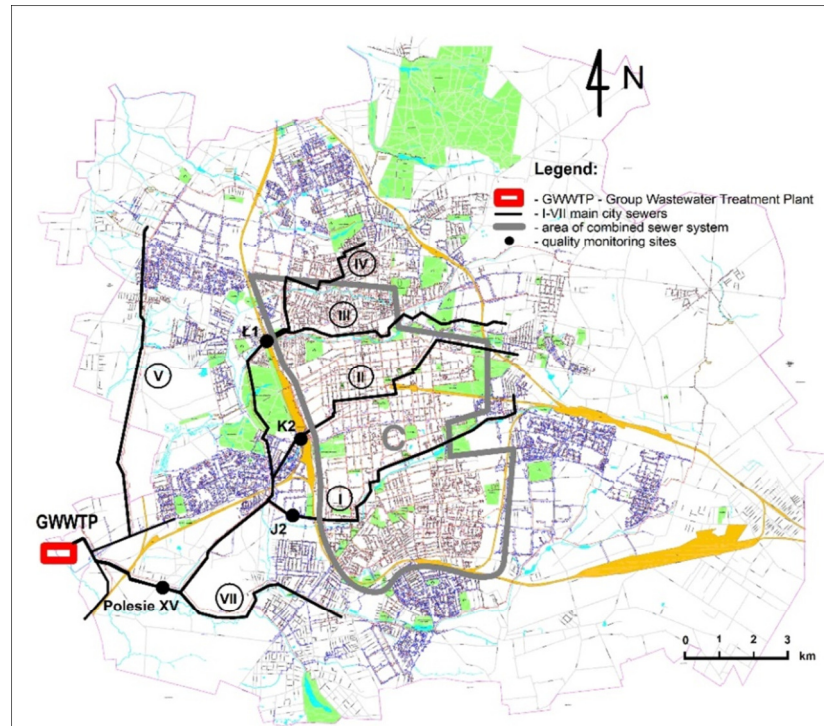 N
Legend:
- GWWTP - Group Wastewater Treatment Plant
- I-VII main city sewers
- area of combined sewer system
- quality monitoring sites
IV
III
Ł1
II
V
K2
C
I
GWWTP
J2
Polesie XV
VII
0 1 2 3
km